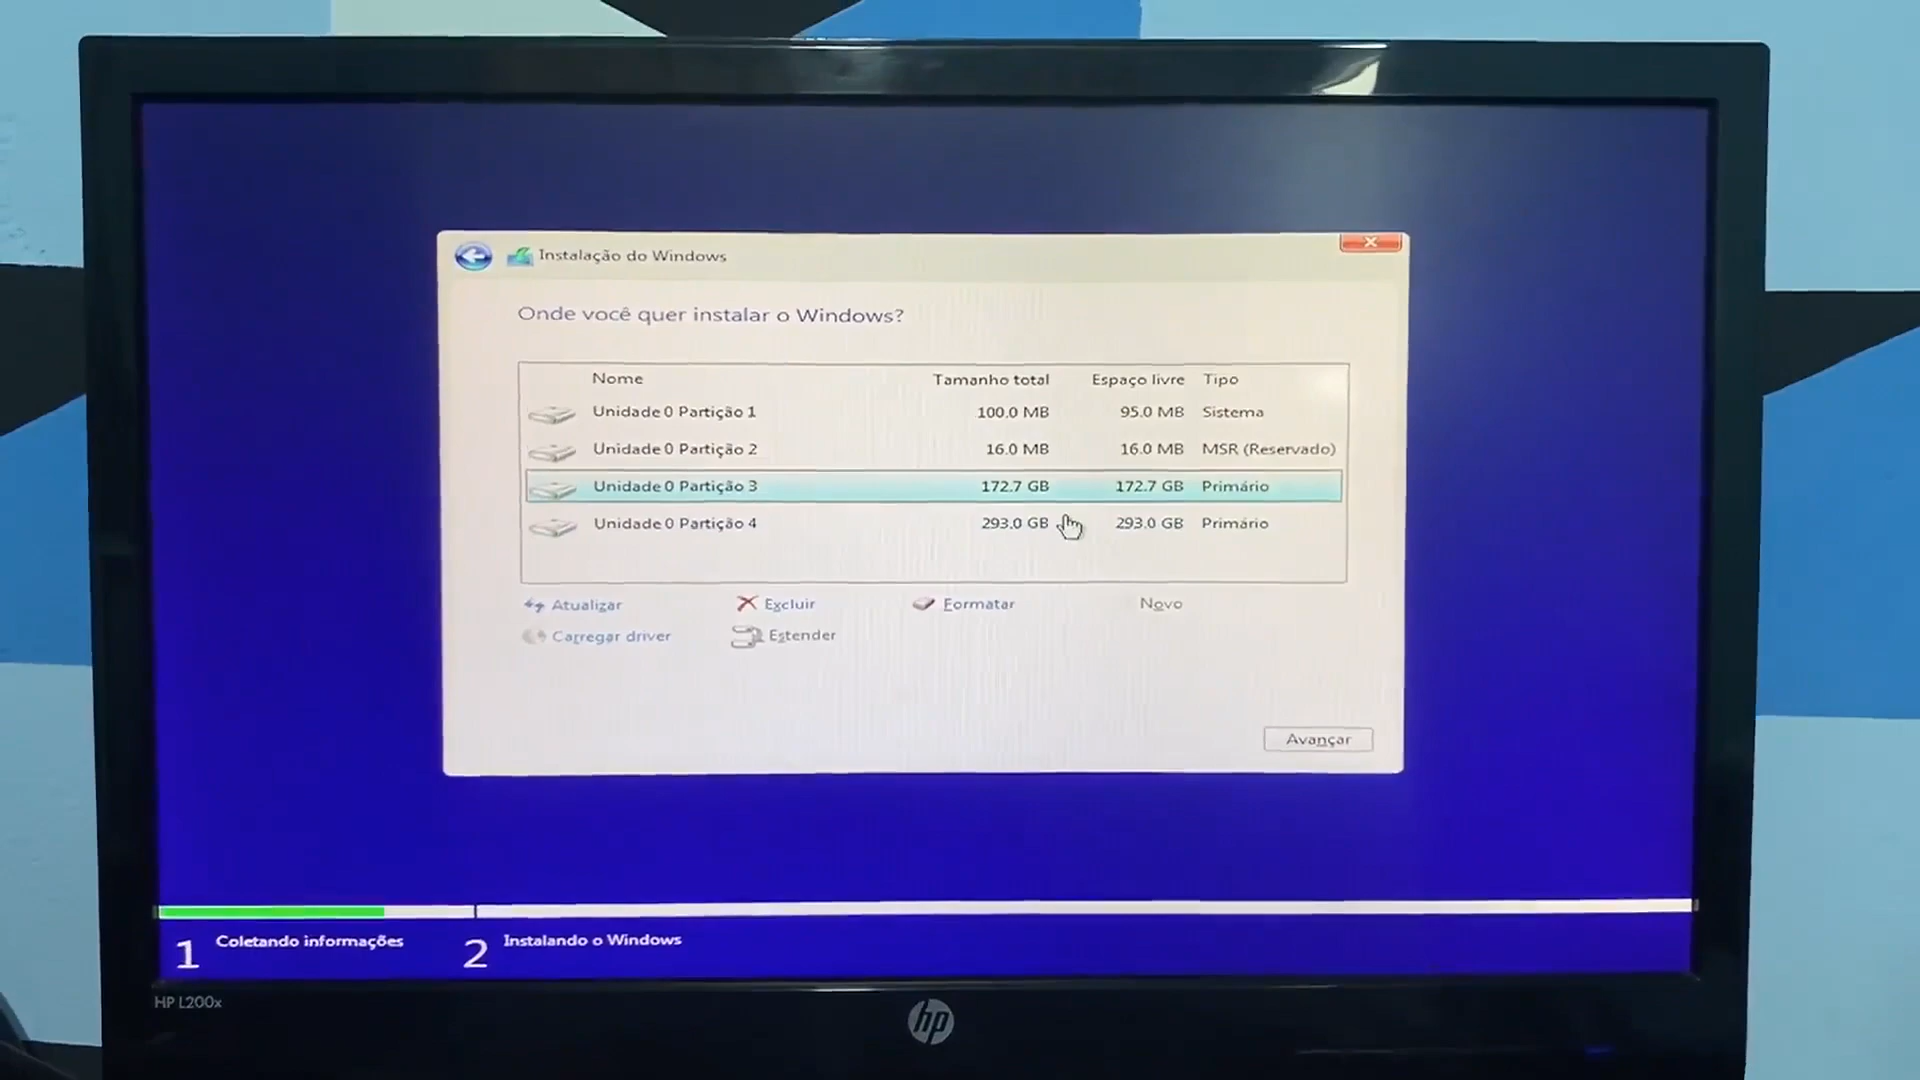 Instalação do Windows
Onde você quer instalar o Windows?
Nome Tamanho total Espaço livre Tipo
Unidade 0 Partição 1 100.0 MB 95.0 MB Sistema
Unidade 0 Partição 2 16.0 MB 16.0 MB MSR (Reservado)
Unidade 0 Partição 3 172.7 GB 172.7 GB Primário
Unidade 0 Partição 4 293.0 GB 293.0 GB Primário
Atualizar Excluir Formatar Novo
Carregar driver Estender
Avançar
1 Coletando informações 2 Instalando o Windows
HP L200x
hp